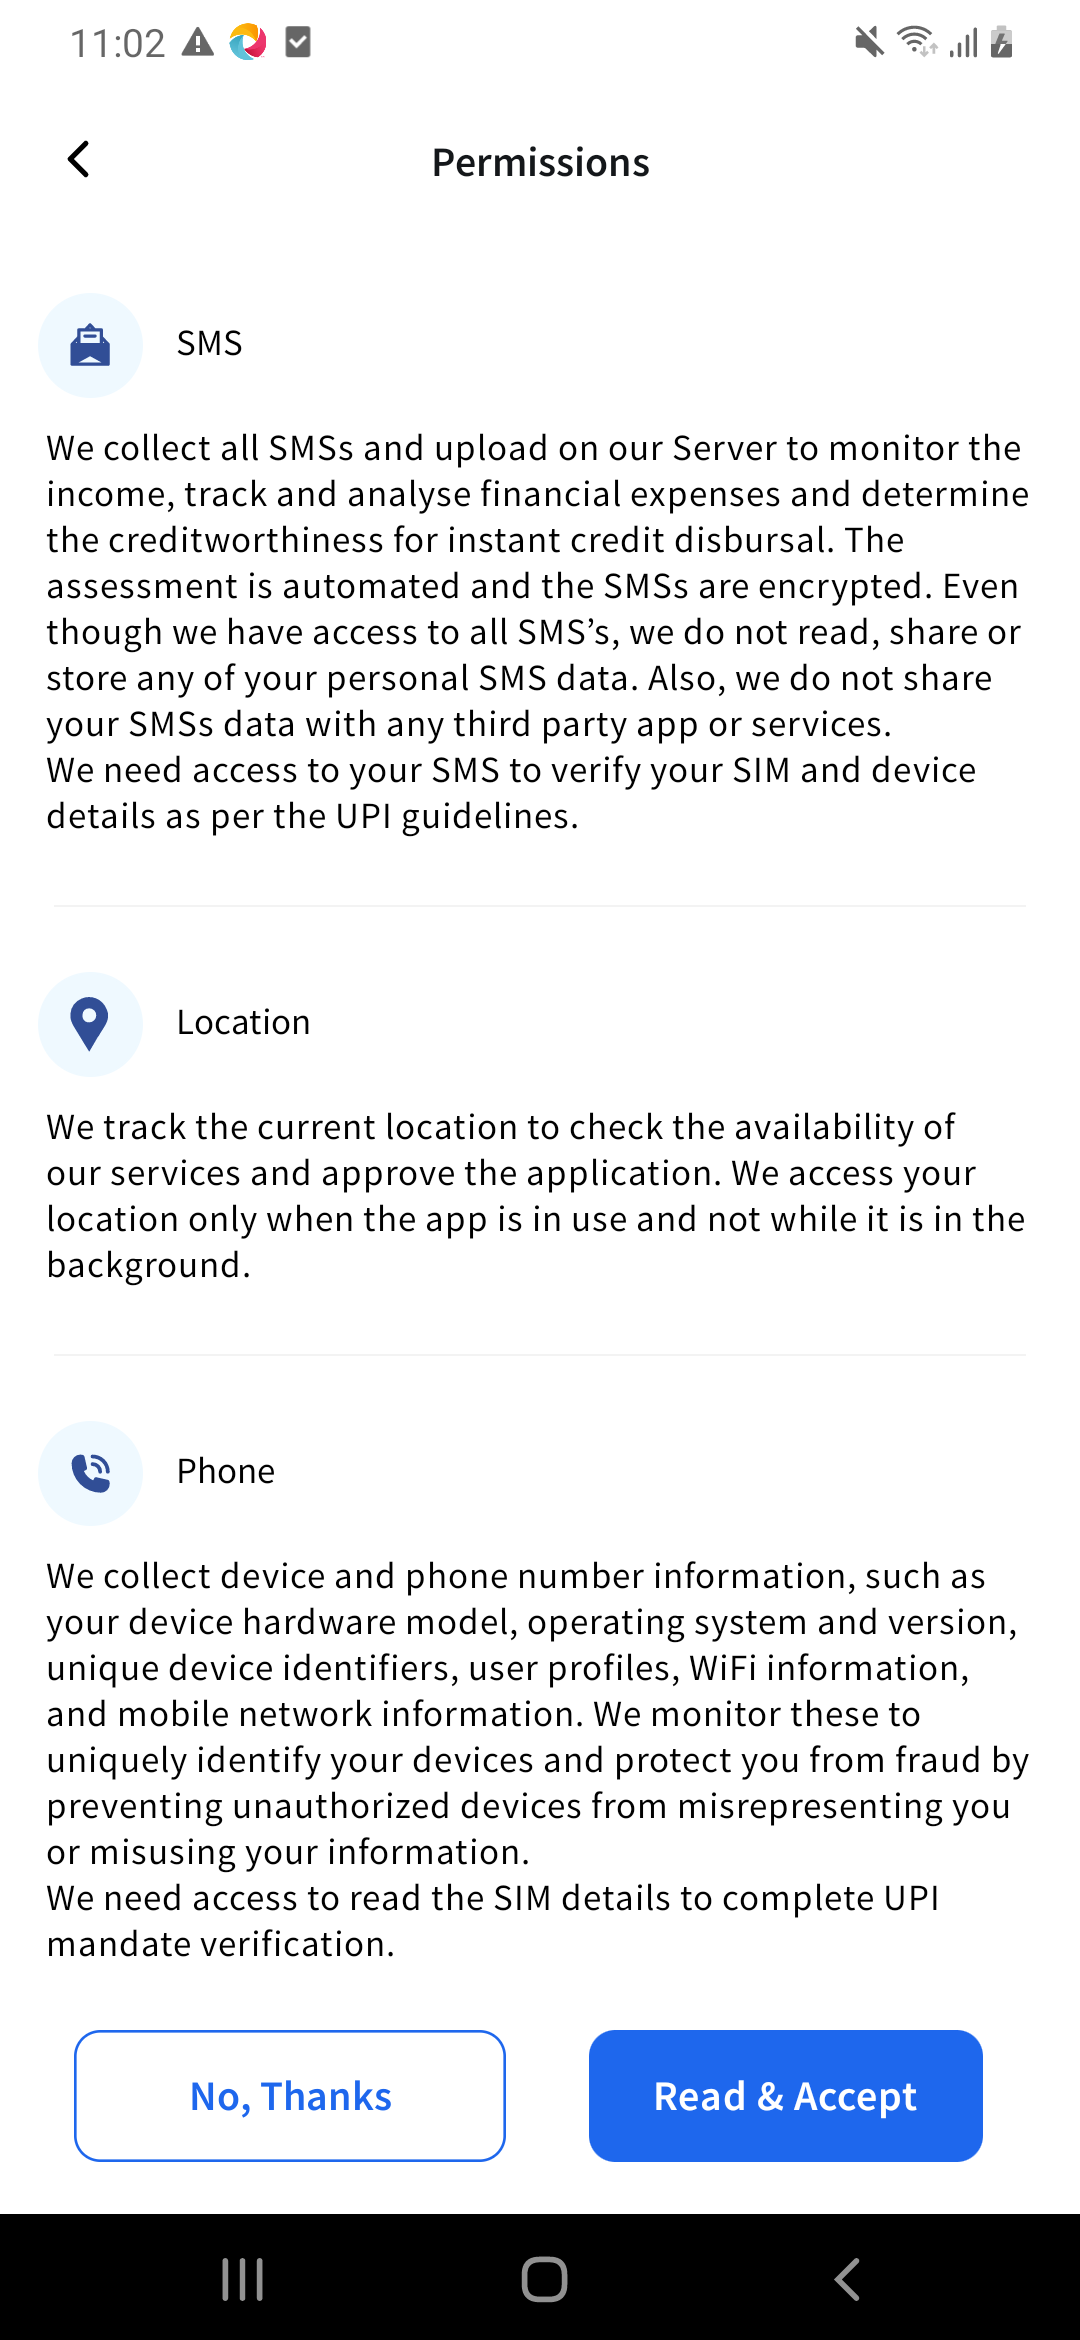 11:02
Permissions
SMS
We collect all SMSs and upload on our Server to monitor the
income, track and analyse financial expenses and determine
the creditworthiness for instant credit disbursal. The
assessment is automated and the SMSs are encrypted. Even
though we have access to all SMS’s, we do not read, share or
store any of your personal SMS data. Also, we do not share
your SMSs data with any third party app or services.
We need access to your SMS to verify your SIM and device
details as per the UPI guidelines.
Location
We track the current location to check the availability of
our services and approve the application. We access your
location only when the app is in use and not while it is in the
background.
Phone
We collect device and phone number information, such as
your device hardware model, operating system and version,
unique device identifiers, user profiles, WiFi information,
and mobile network information. We monitor these to
uniquely identify your devices and protect you from fraud by
preventing unauthorized devices from misrepresenting you
or misusing your information.
We need access to read the SIM details to complete UPI
mandate verification.
No, Thanks
Read & Accept